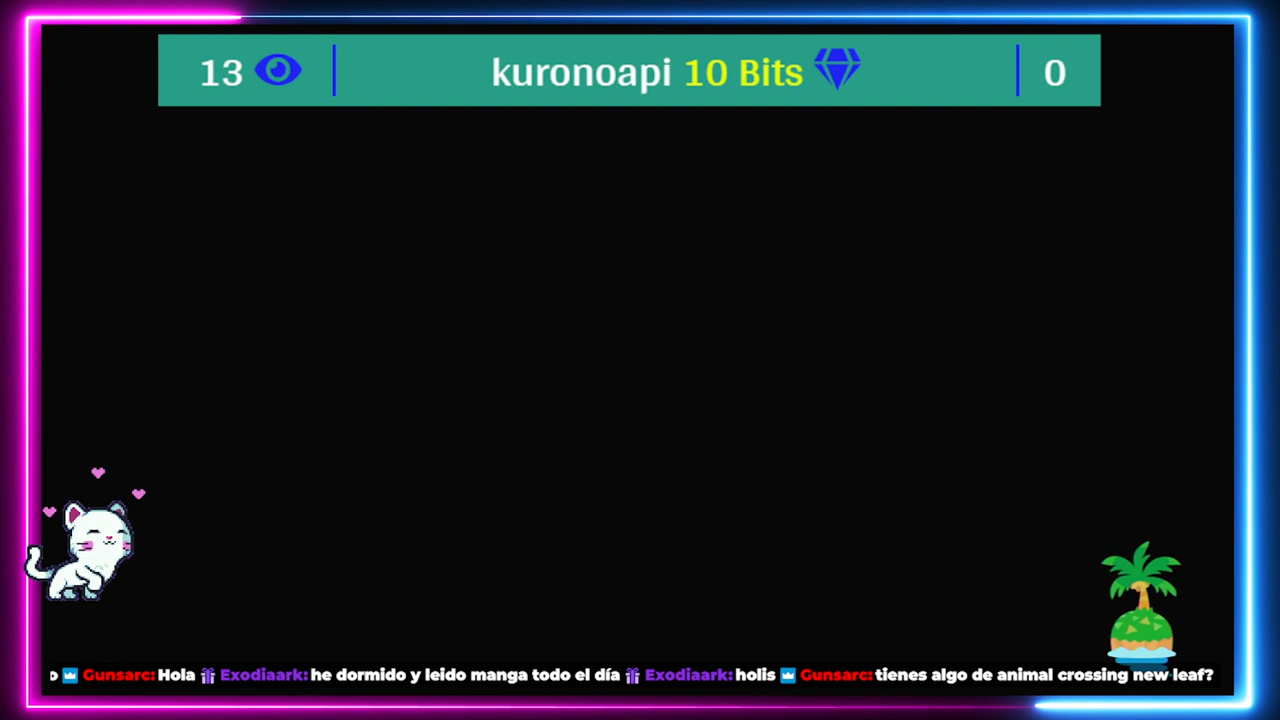 13 kuronoapi 10 Bits 0
o Gunsarc: Hola Exodiaark: he dormido y leido manga todo el día Exodiaark: holis Gunsarc: tienes algo de animal crossing new leaf?